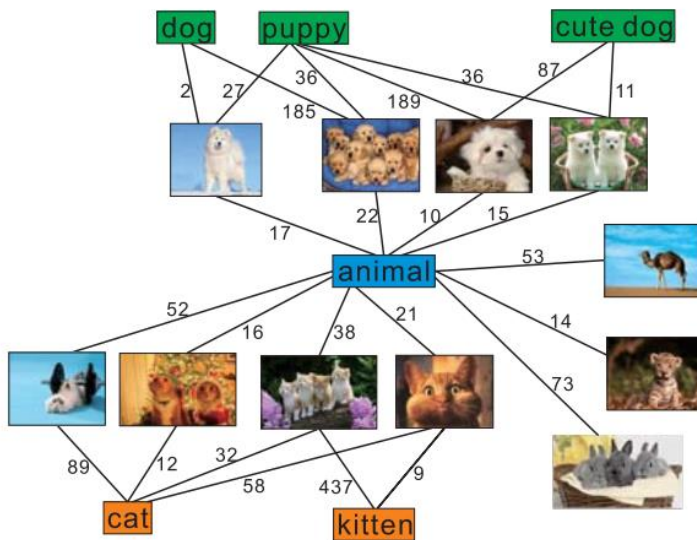 dog puppy cute dog
2 27 185 36 189 36 87 11
17 22 10 15
animal
53
14
73
52 16 38 21
89 12 32 58 437 9
cat kitten